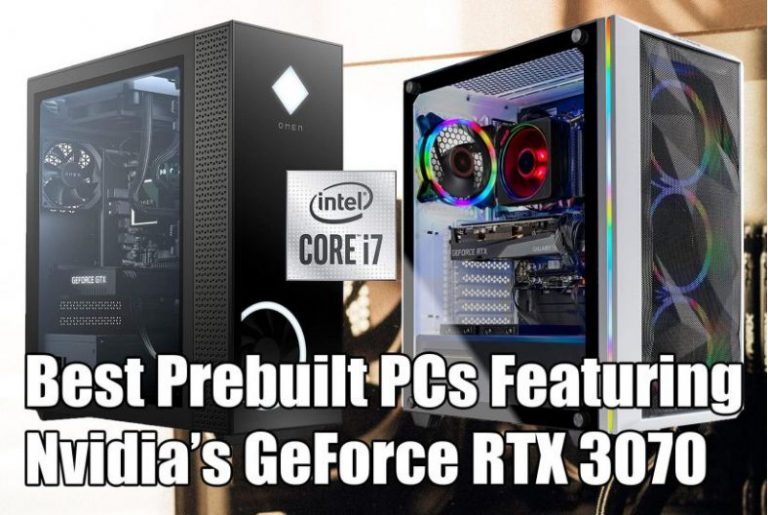 OMEN
intel
CORE i7
GEFORCE GTX
GEFORCE RTX
Best Prebuilt PCs Featuring
Nvidia's GeForce RTX 3070